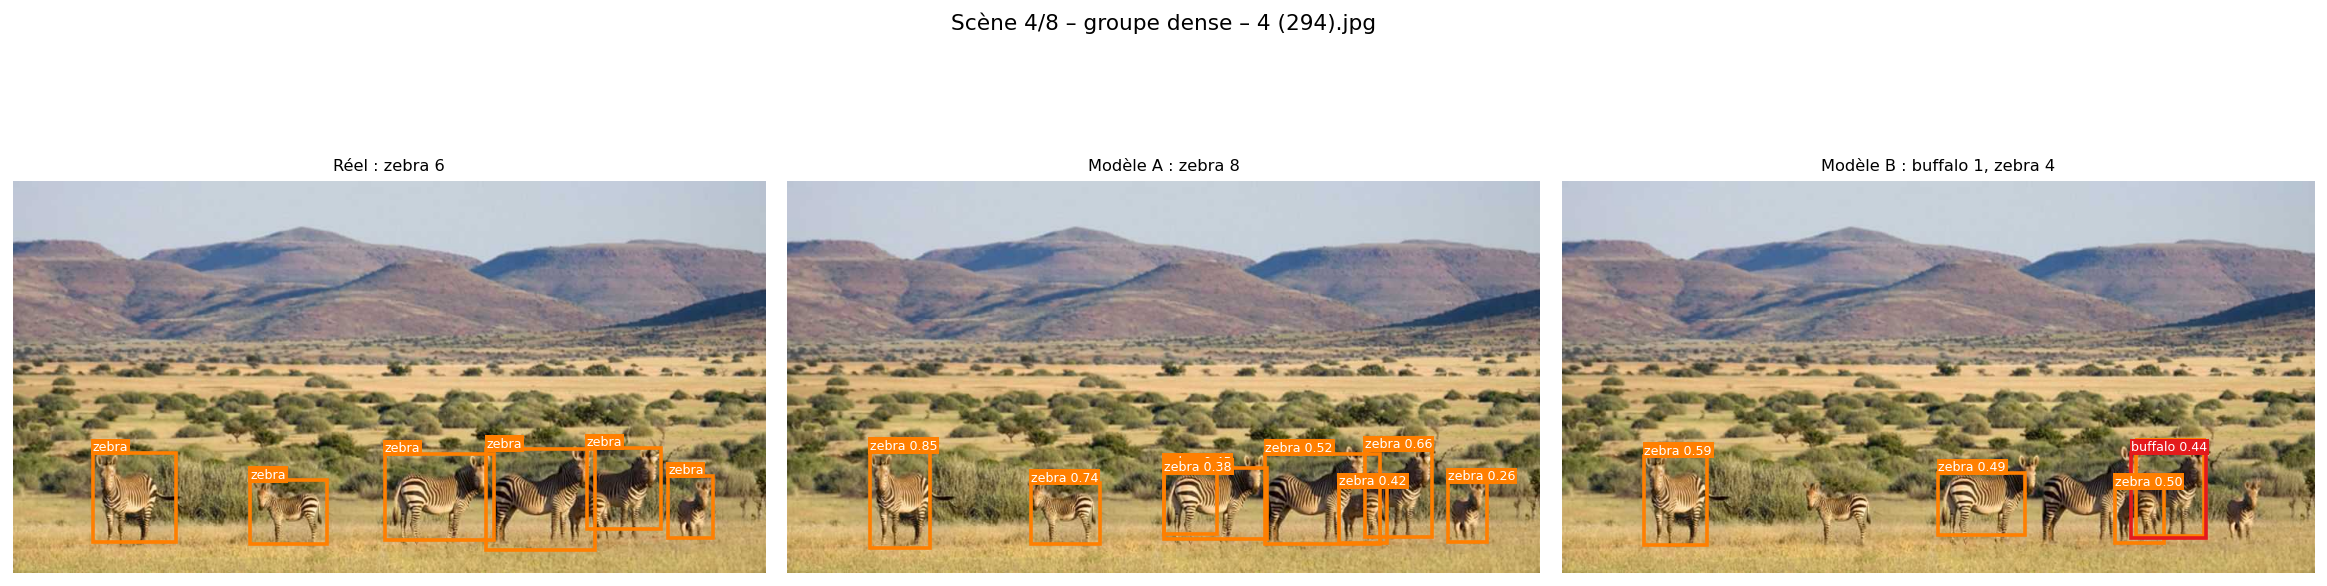 Scène 4/8 – groupe dense – 4 (294).jpg
Réel : zebra 6
zebra
zebra
zebra
zebra
zebra
zebra
Modèle A : zebra 8
zebra 0.85
zebra 0.74
zebra 0.38
zebra 0.52
zebra 0.66
zebra 0.42
zebra 0.26
Modèle B : buffalo 1, zebra 4
zebra 0.59
zebra 0.49
buffalo 0.44
zebra 0.50